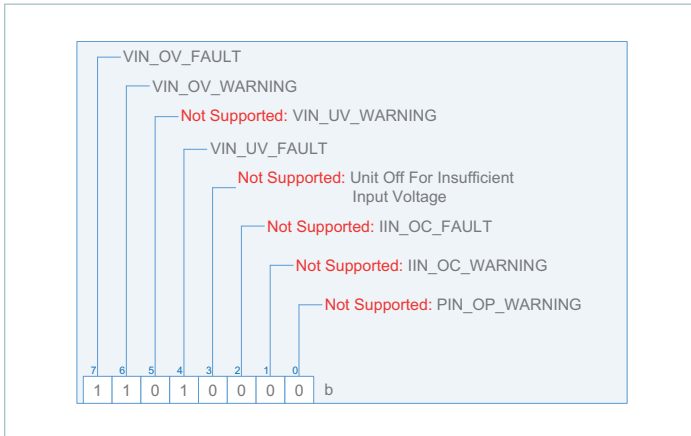 VIN_OV_FAULT
VIN_OV_WARNING
Not Supported: VIN_UV_WARNING
VIN_UV_FAULT
Not Supported: Unit Off For Insufficient
Input Voltage
Not Supported: IIN_OC_FAULT
Not Supported: IIN_OC_WARNING
Not Supported: PIN_OP_WARNING
7 6 5 4 3 2 1 0
1 1 0 1 0 0 0 0 b